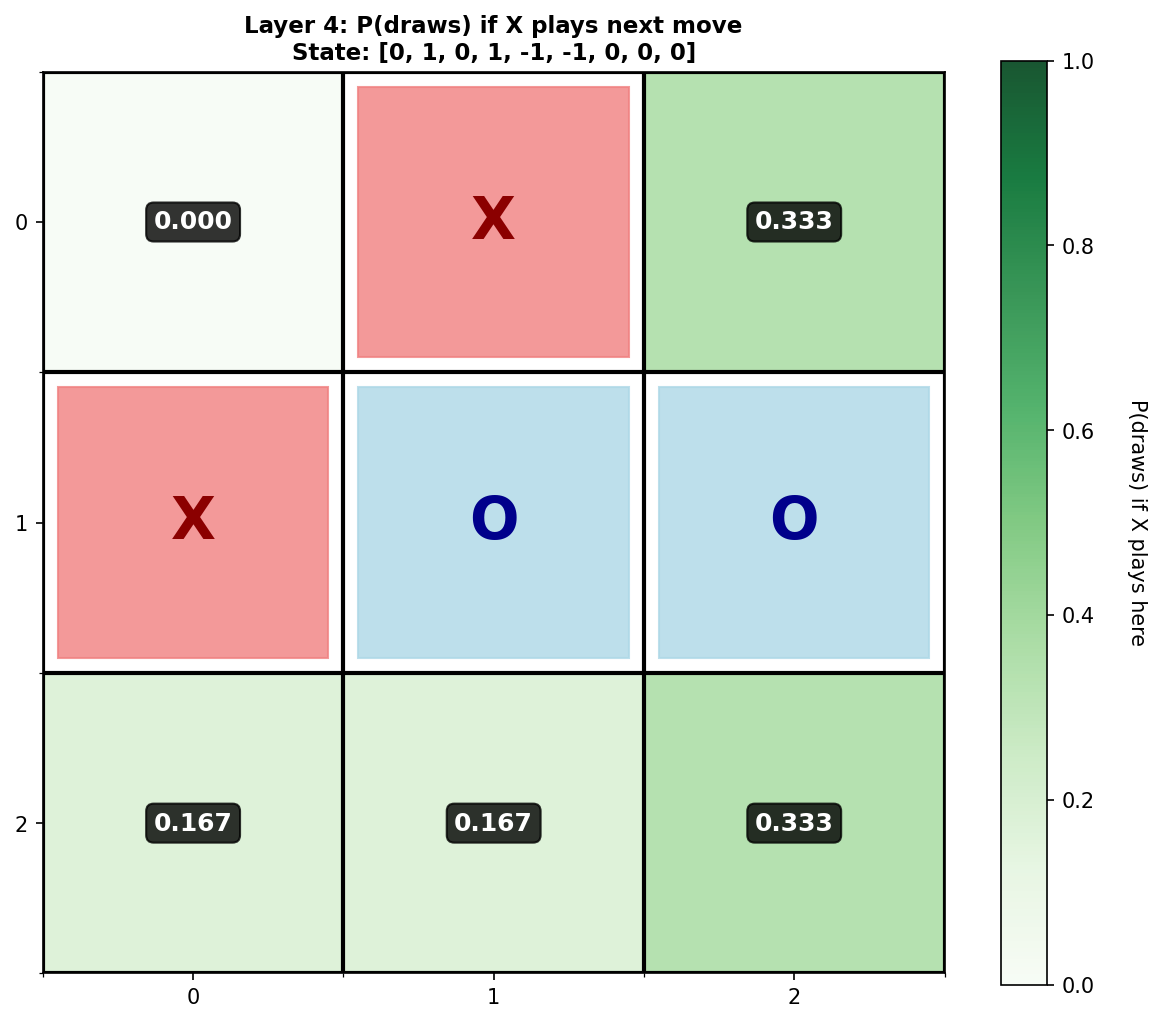 Layer 4: P(draws) if X plays next move
State: [0, 1, 0, 1, -1, -1, 0, 0, 0]
0
0.000
X
0.333
1
X
O
O
2
0.167
0.167
0.333
0
1
2
1.0
0.8
0.6
0.4
0.2
0.0
P(draws) if X plays here